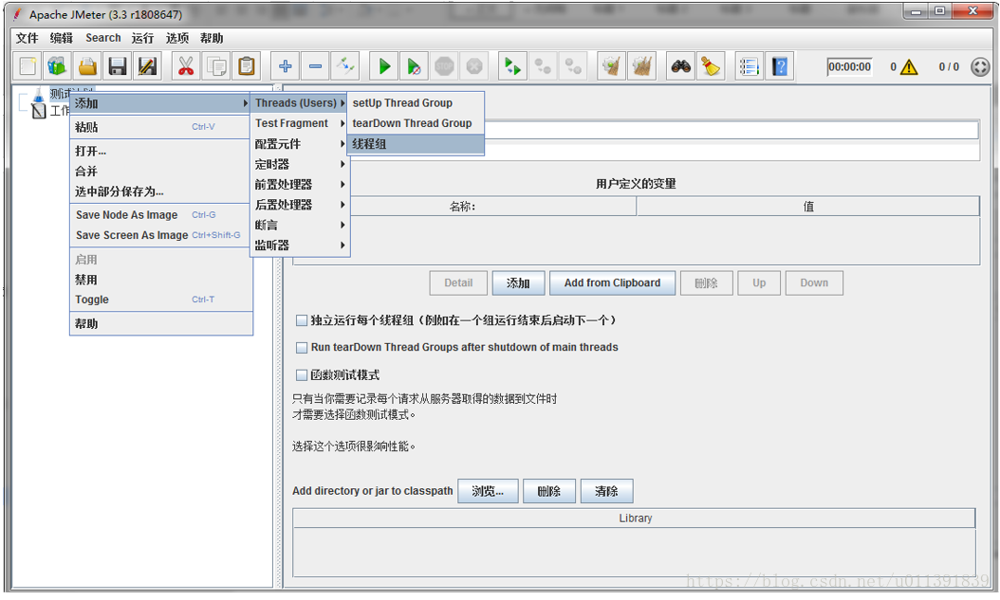 Apache JMeter (3.3 r1808647)
文件 编辑 Search 运行 选项 帮助
STOP 00:00:00 0 0 / 0
测试计划
工作
添加
粘贴 Ctrl-V
打开...
合并
选中部分保存为...
Save Node As Image Ctrl-G
Save Screen As Image Ctrl+Shift-G
启用
禁用
Toggle Ctrl-T
帮助
Threads (Users)
Test Fragment
配置元件
定时器
前置处理器
后置处理器
断言
监听器
setUp Thread Group
tearDown Thread Group
线程组
用户定义的变量
名称: 值
Detail 添加 Add from Clipboard 删除 Up Down
独立运行每个线程组（例如在一个组运行结束后启动下一个）
Run tearDown Thread Groups after shutdown of main threads
函数测试模式
只有当你需要记录每个请求从服务器取得的数据到文件时
才需要选择函数测试模式。
选择这个选项很影响性能。
Add directory or jar to classpath 浏览... 删除 清除
Library
https://blog.csdn.net/u011391839